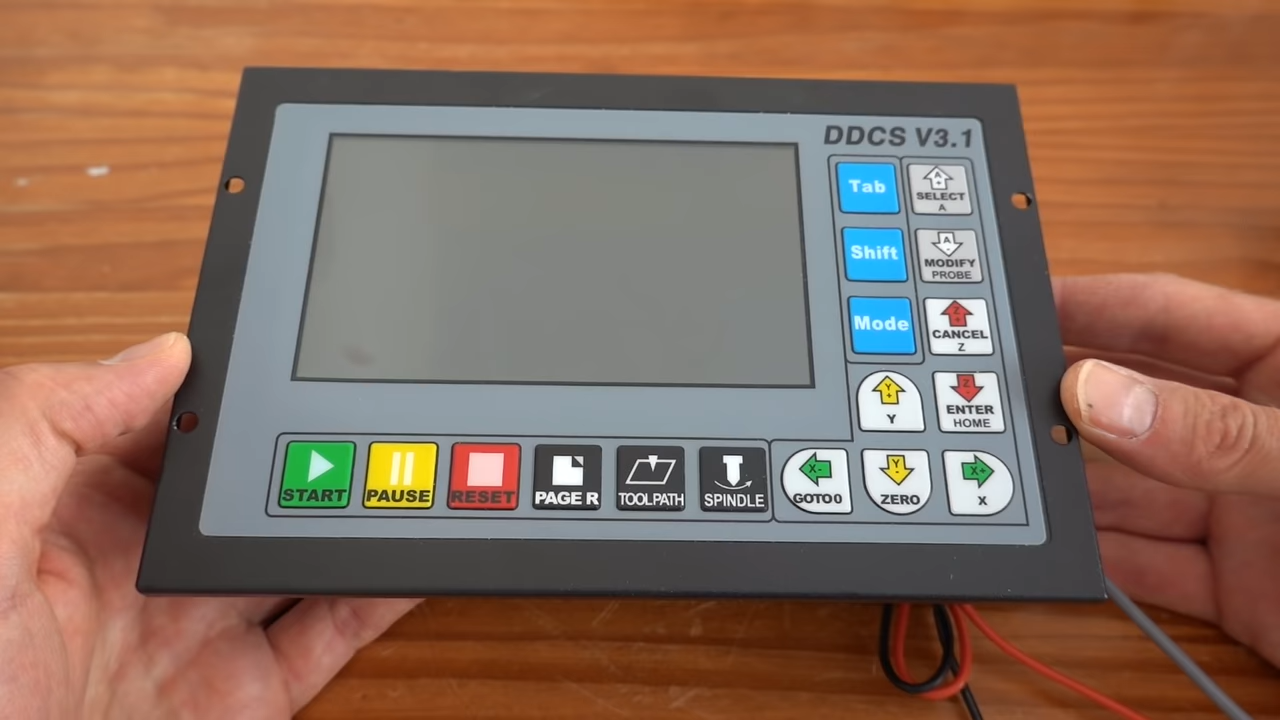 DDCS V3.1
Tab
A+
SELECT
A
Shift
A-
MODIFY
PROBE
Mode
Z+
CANCEL
Z
Y+
Y
Z-
ENTER
HOME
START
PAUSE
RESET
PAGE R
TOOLPATH
SPINDLE
X-
GOTO0
Y-
ZERO
X+
X